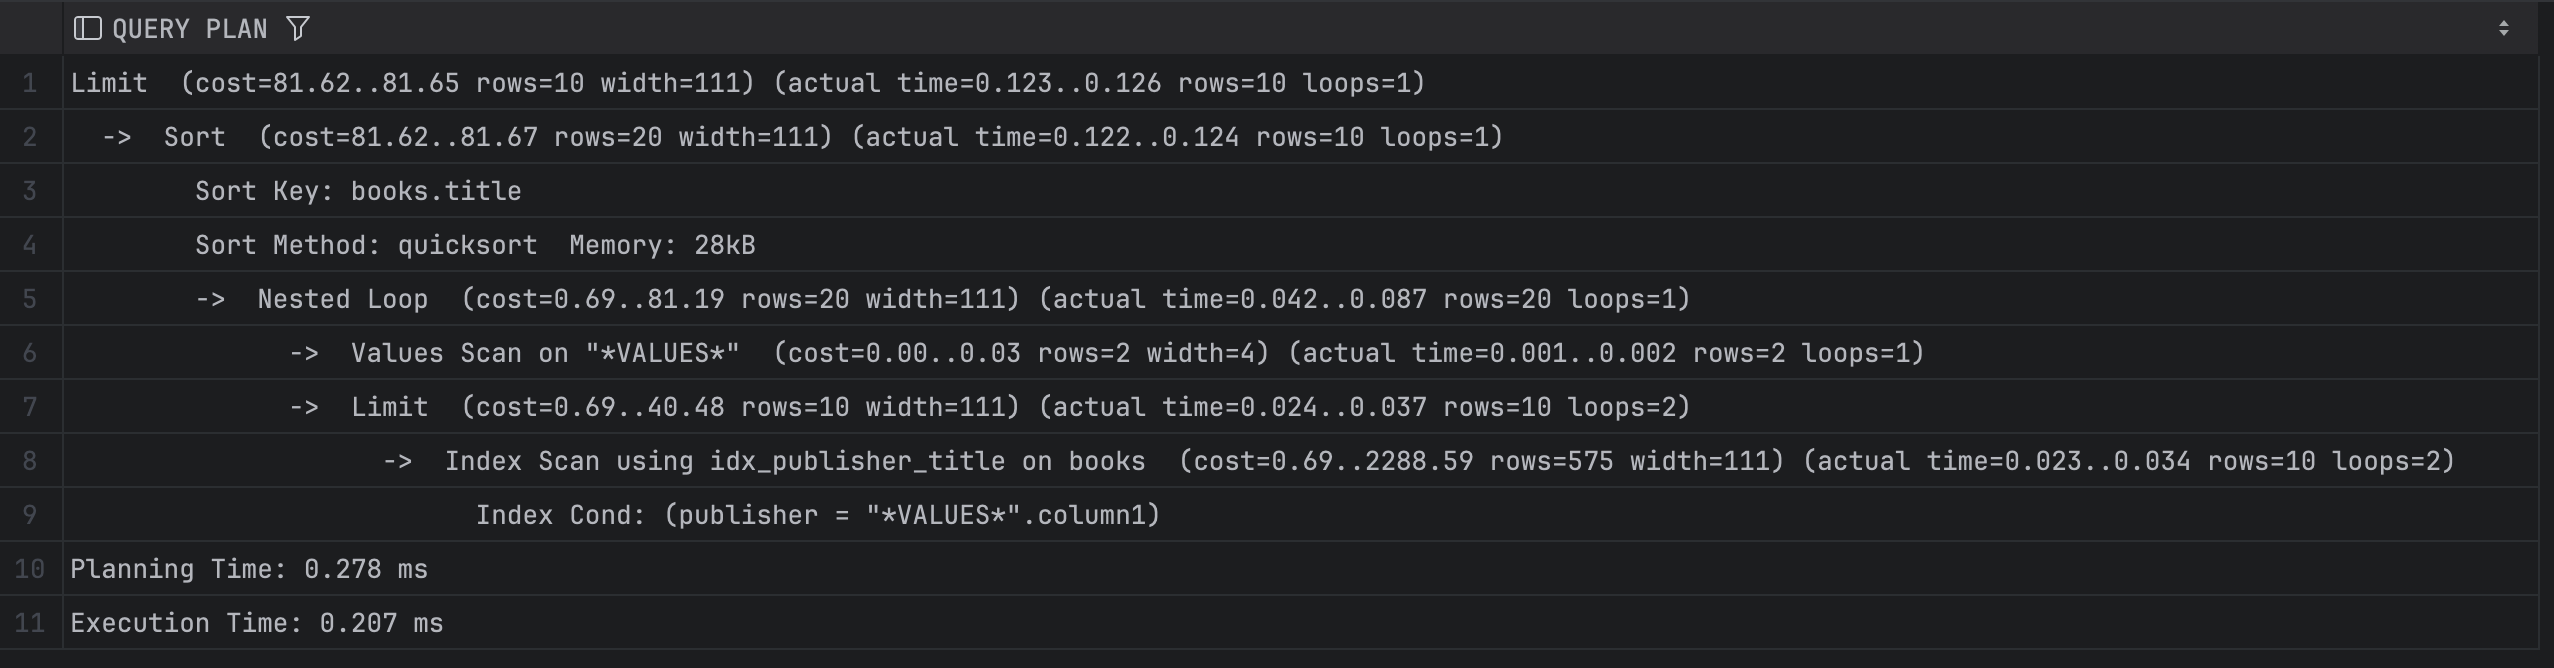 QUERY PLAN
1 Limit  (cost=81.62..81.65 rows=10 width=111) (actual time=0.123..0.126 rows=10 loops=1)
2   ->  Sort  (cost=81.62..81.67 rows=20 width=111) (actual time=0.122..0.124 rows=10 loops=1)
3         Sort Key: books.title
4         Sort Method: quicksort  Memory: 28kB
5         ->  Nested Loop  (cost=0.69..81.19 rows=20 width=111) (actual time=0.042..0.087 rows=20 loops=1)
6               ->  Values Scan on "*VALUES*"  (cost=0.00..0.03 rows=2 width=4) (actual time=0.001..0.002 rows=2 loops=1)
7               ->  Limit  (cost=0.69..40.48 rows=10 width=111) (actual time=0.024..0.037 rows=10 loops=2)
8                     ->  Index Scan using idx_publisher_title on books  (cost=0.69..2288.59 rows=575 width=111) (actual time=0.023..0.034 rows=10 loops=2)
9                           Index Cond: (publisher = "*VALUES*".column1)
10 Planning Time: 0.278 ms
11 Execution Time: 0.207 ms